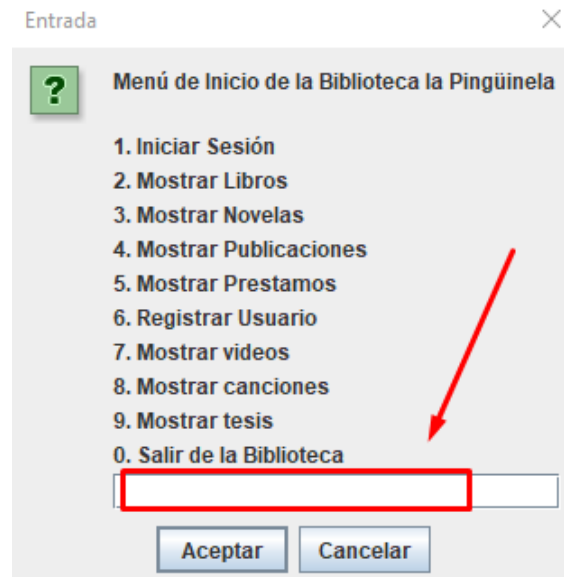 Entrada
Menú de Inicio de la Biblioteca la Pingüinela
1. Iniciar Sesión
2. Mostrar Libros
3. Mostrar Novelas
4. Mostrar Publicaciones
5. Mostrar Prestamos
6. Registrar Usuario
7. Mostrar videos
8. Mostrar canciones
9. Mostrar tesis
0. Salir de la Biblioteca
Aceptar Cancelar